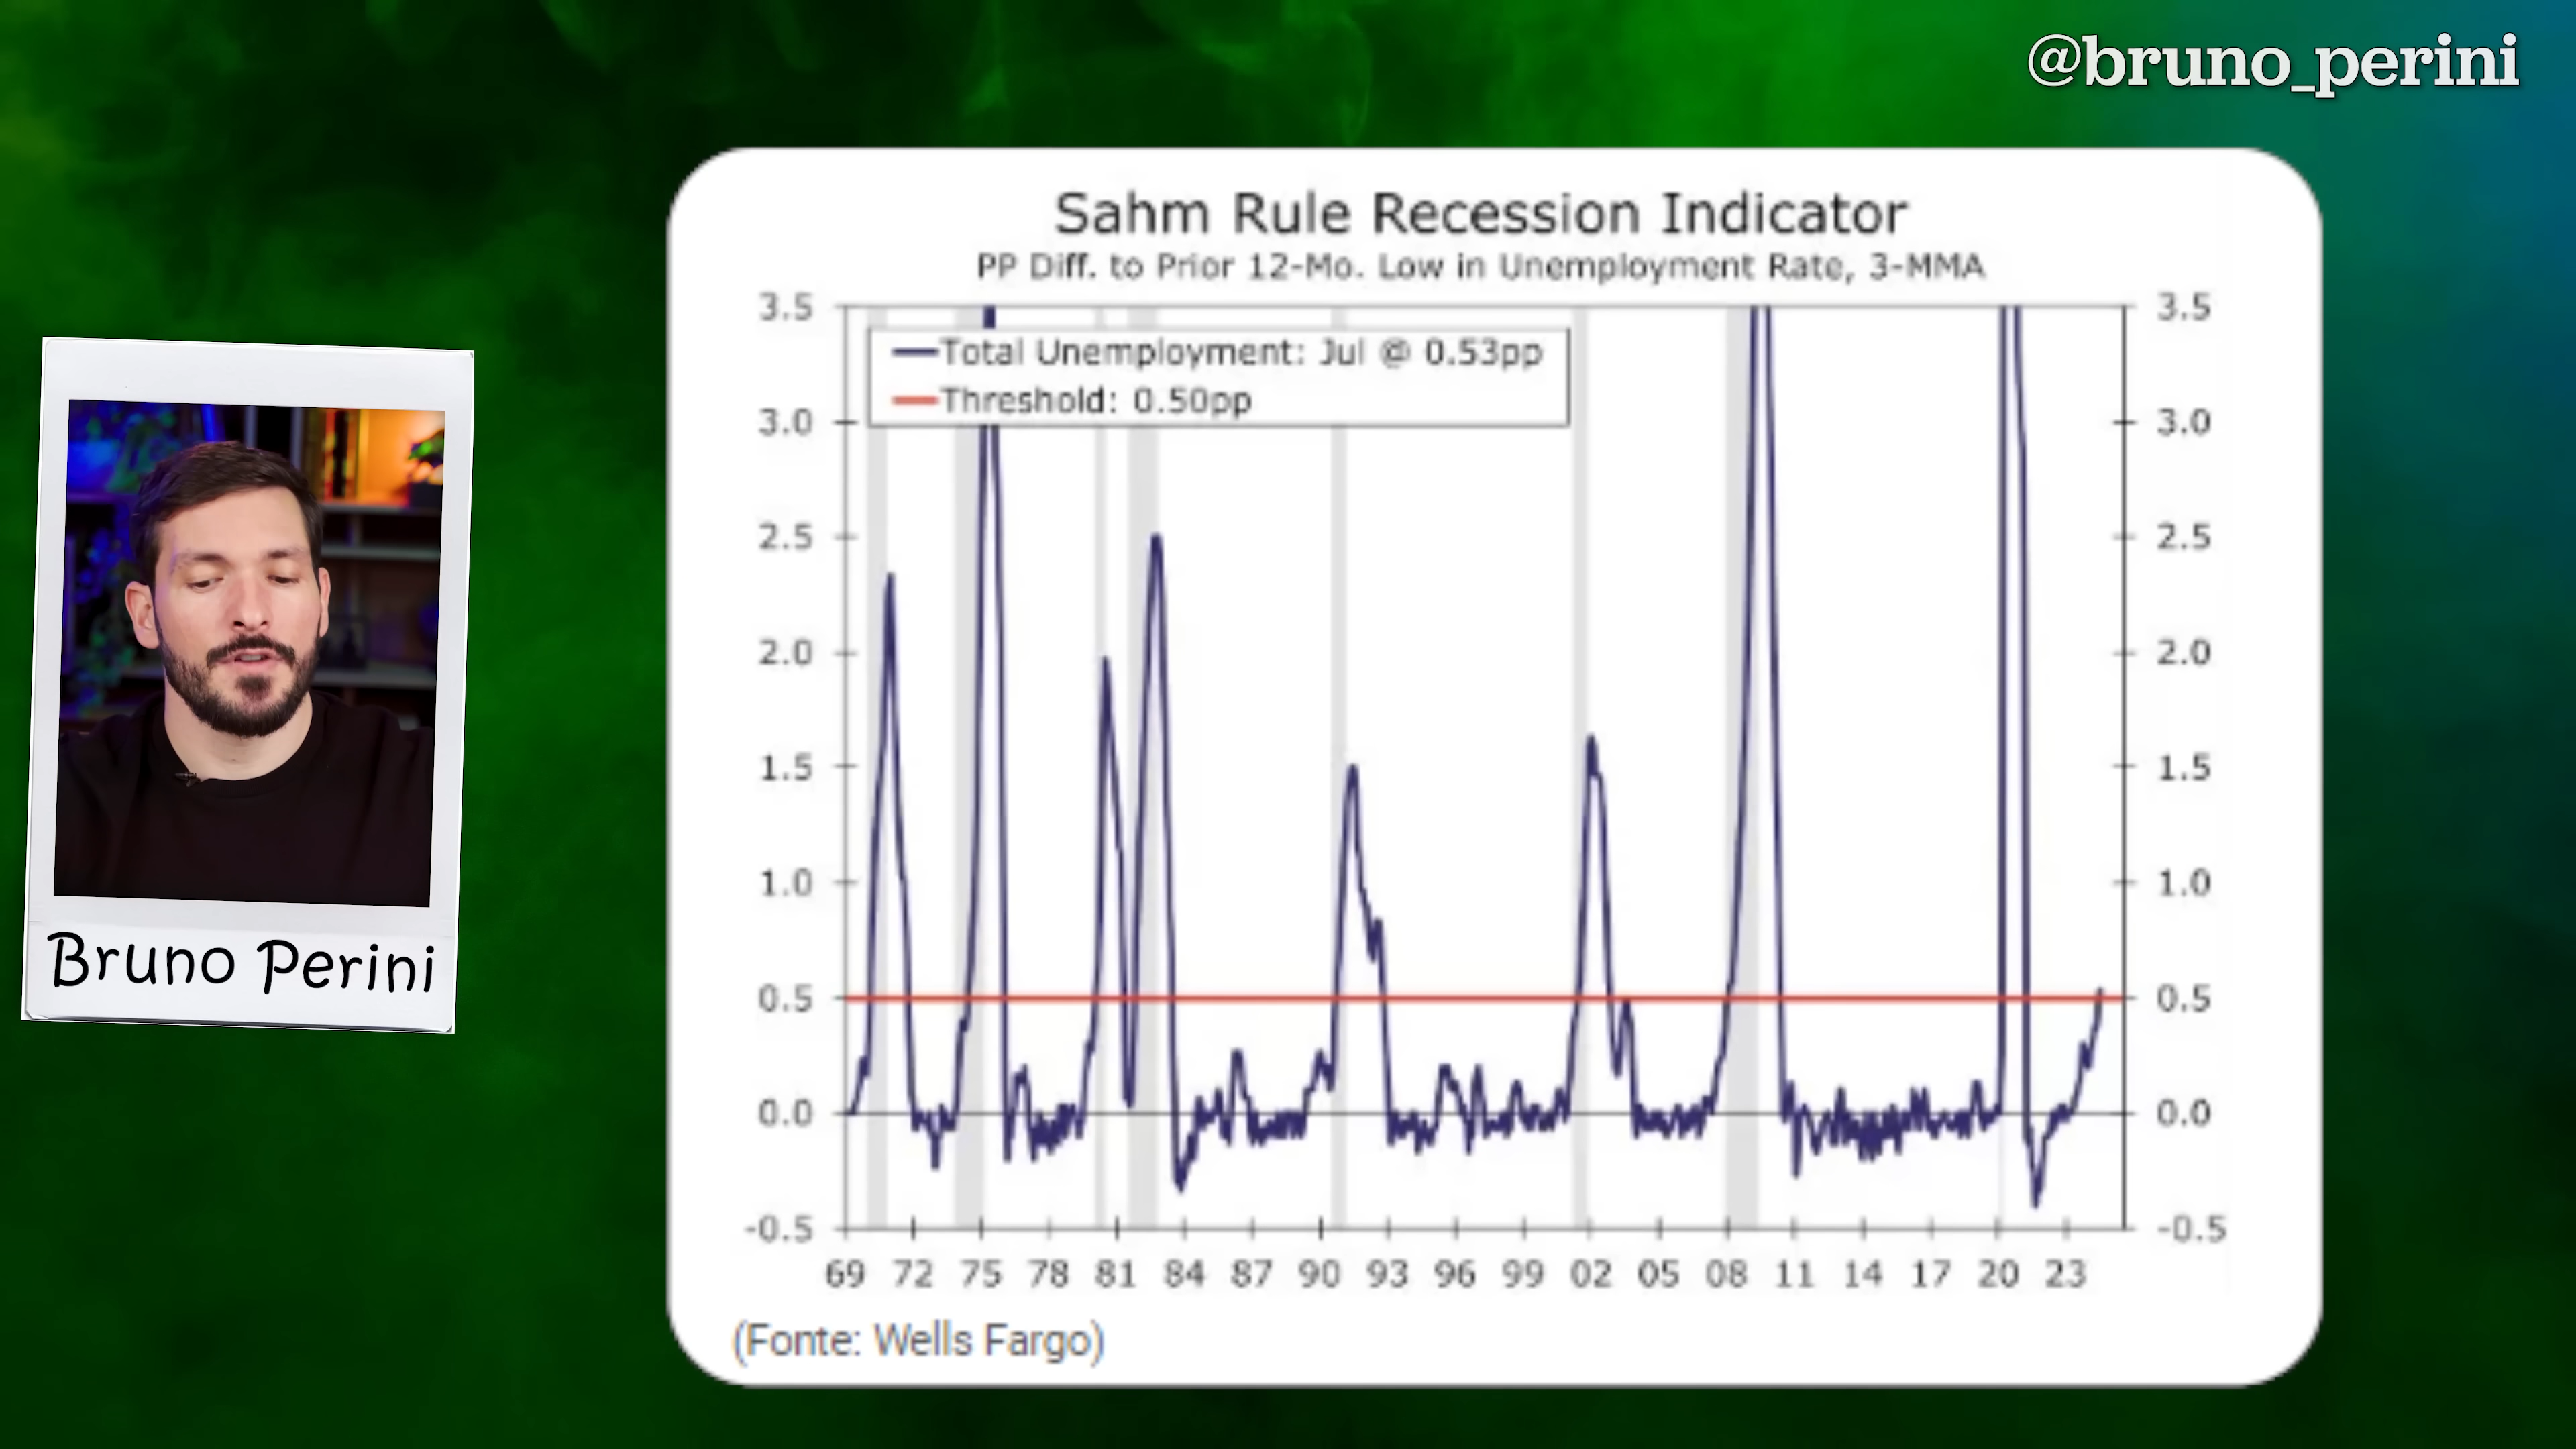 @bruno_perini
Sahm Rule Recession Indicator
PP Diff. to Prior 12-Mo. Low in Unemployment Rate, 3-MMA
Total Unemployment: Jul @ 0.53pp
Threshold: 0.50pp
3.5 3.5
3.0 3.0
2.5 2.5
2.0 2.0
1.5 1.5
1.0 1.0
0.5 0.5
0.0 0.0
-0.5 -0.5
69 72 75 78 81 84 87 90 93 96 99 02 05 08 11 14 17 20 23
(Fonte: Wells Fargo)
Bruno Perini